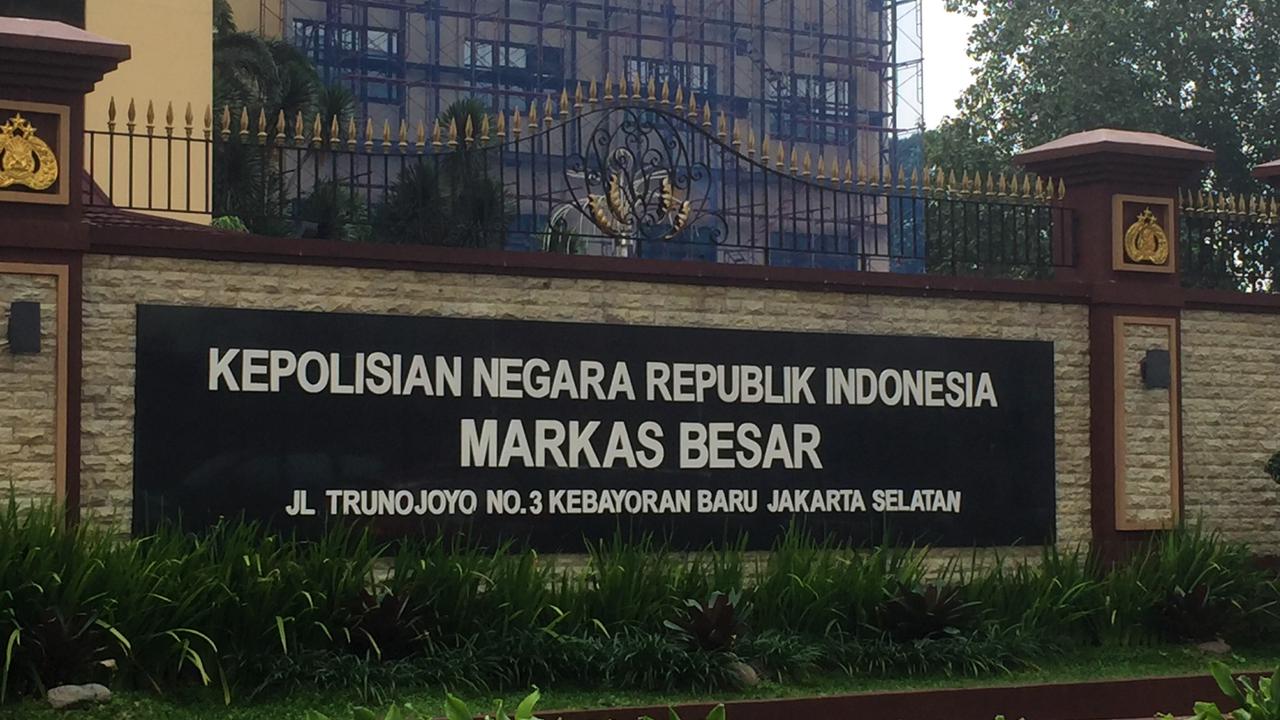 KEPOLISIAN NEGARA REPUBLIK INDONESIA
MARKAS BESAR
JL TRUNOJOYO NO.3 KEBAYORAN BARU JAKARTA SELATAN